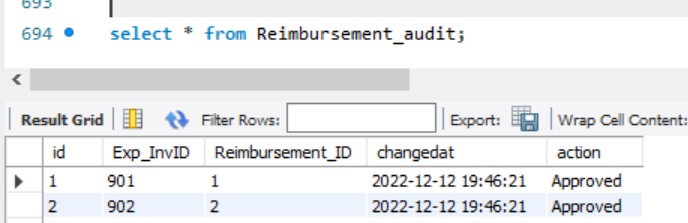 693
694 select * from Reimbursement_audit;
Result Grid Filter Rows: Export: Wrap Cell Content:
id Exp_InvID Reimbursement_ID changedat action
1 901 1 2022-12-12 19:46:21 Approved
2 902 2 2022-12-12 19:46:21 Approved